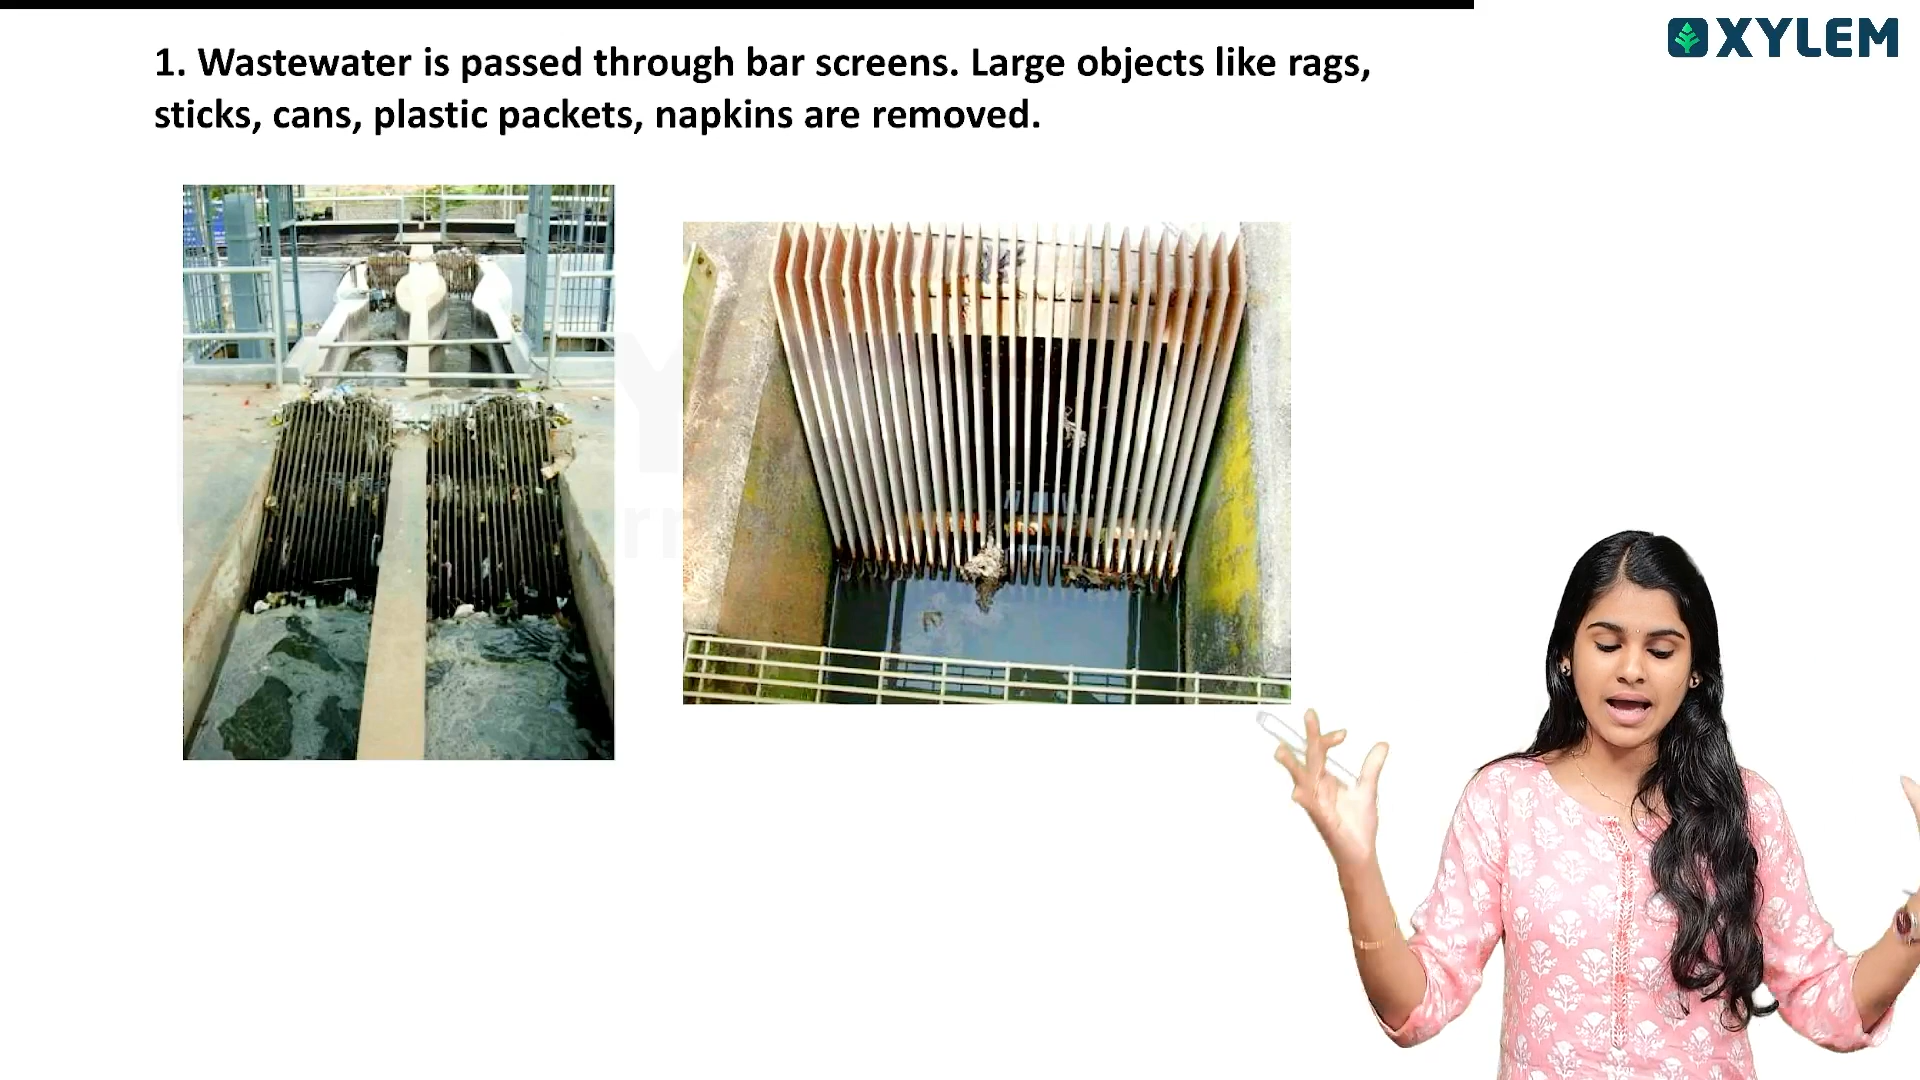 XYLEM
1. Wastewater is passed through bar screens. Large objects like rags,
sticks, cans, plastic packets, napkins are removed.